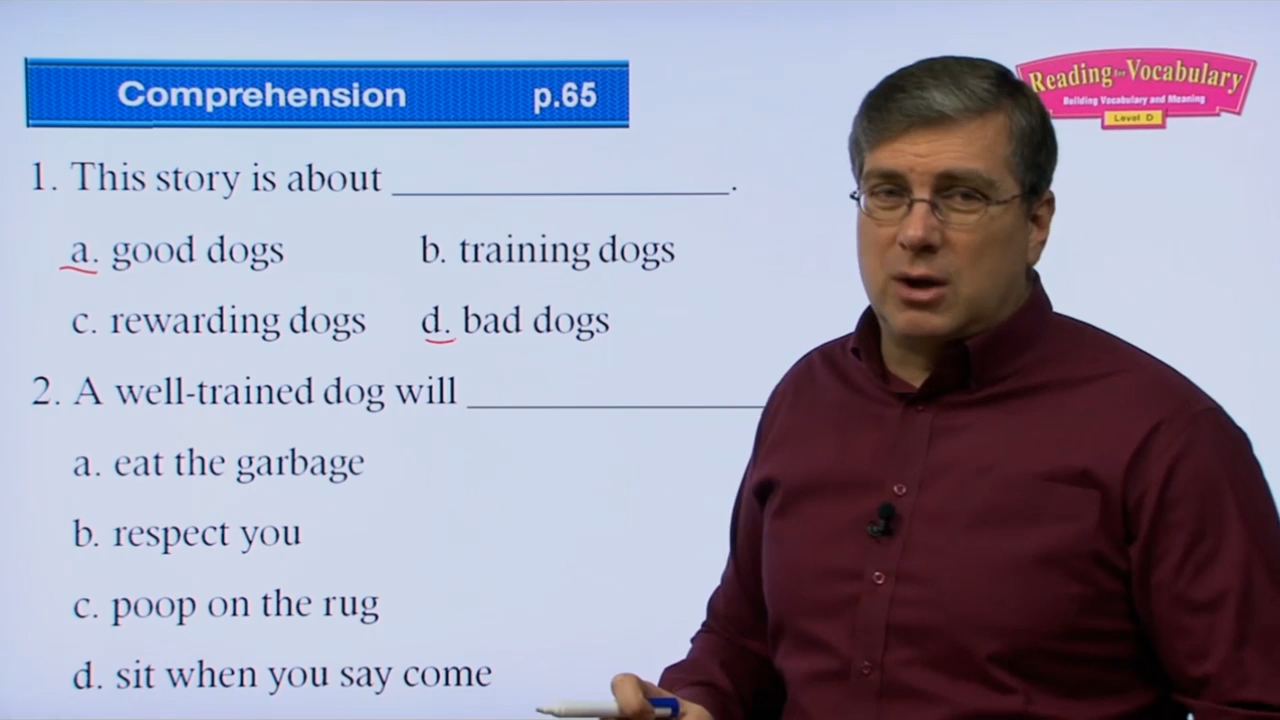 Comprehension p.65
Reading for Vocabulary
Building Vocabulary and Meaning
Level D
1. This story is about ________________.
a. good dogs b. training dogs
c. rewarding dogs d. bad dogs
2. A well-trained dog will ________________
a. eat the garbage
b. respect you
c. poop on the rug
d. sit when you say come